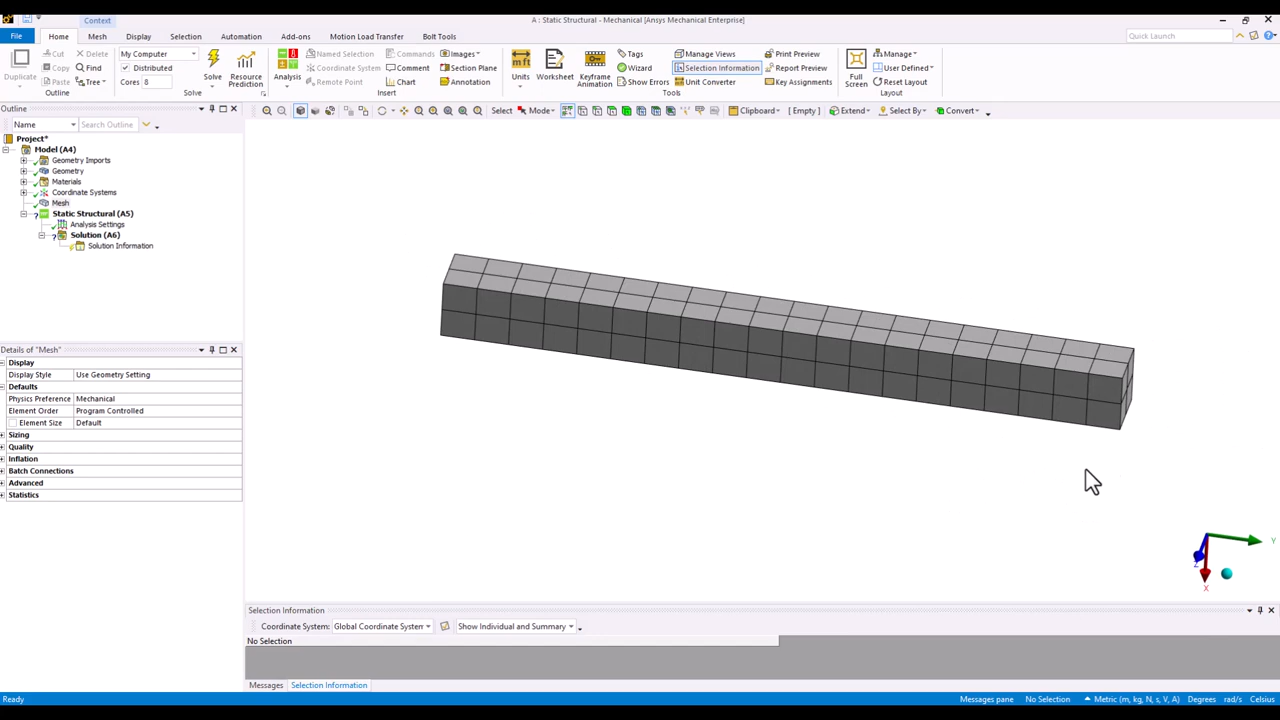 Context
A : Static Structural - Mechanical [Ansys Mechanical Enterprise]
File Home Mesh Display Selection Automation Add-ons Motion Load Transfer Bolt Tools Quick Launch
Duplicate Cut Delete Copy Find Paste Tree Outline
My Computer Distributed Cores 8 Solve Resource Prediction Solve
Analysis Named Selection Coordinate System Remote Point Commands Comment Chart Images Section Plane Annotation Insert
Units Worksheet Keyframe Animation Tags Wizard Show Errors Manage Views Selection Information Unit Converter Print Preview Report Preview Key Assignments Tools
Full Screen Manage User Defined Reset Layout Layout
Outline
Select Mode Clipboard [ Empty ] Extend Select By Convert
Name Search Outline
Project*
Model (A4)
Geometry Imports
Geometry
Materials
Coordinate Systems
Mesh
Static Structural (A5)
Analysis Settings
Solution (A6)
Solution Information
Details of "Mesh"
Display
Display Style Use Geometry Setting
Defaults
Physics Preference Mechanical
Element Order Program Controlled
Element Size Default
Sizing
Quality
Inflation
Batch Connections
Advanced
Statistics
Y
Z
X
Selection Information
Coordinate System: Global Coordinate System Show Individual and Summary
No Selection
Messages Selection Information
Ready Messages pane No Selection Metric (m, kg, N, s, V, A) Degrees rad/s Celsius